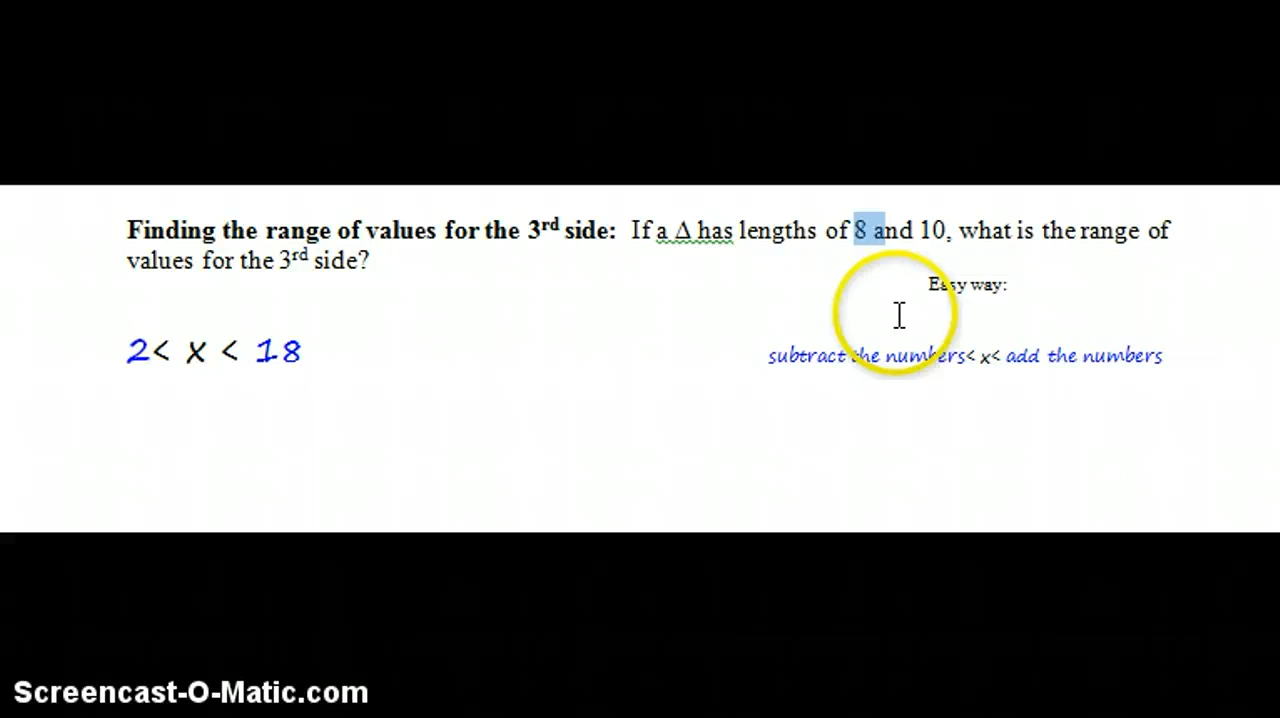 Finding the range of values for the 3rd side: If a Δ has lengths of 8 and 10, what is the range of
values for the 3rd side?
Easy way:
2< x < 18
subtract the numbers< x< add the numbers
Screencast-O-Matic.com